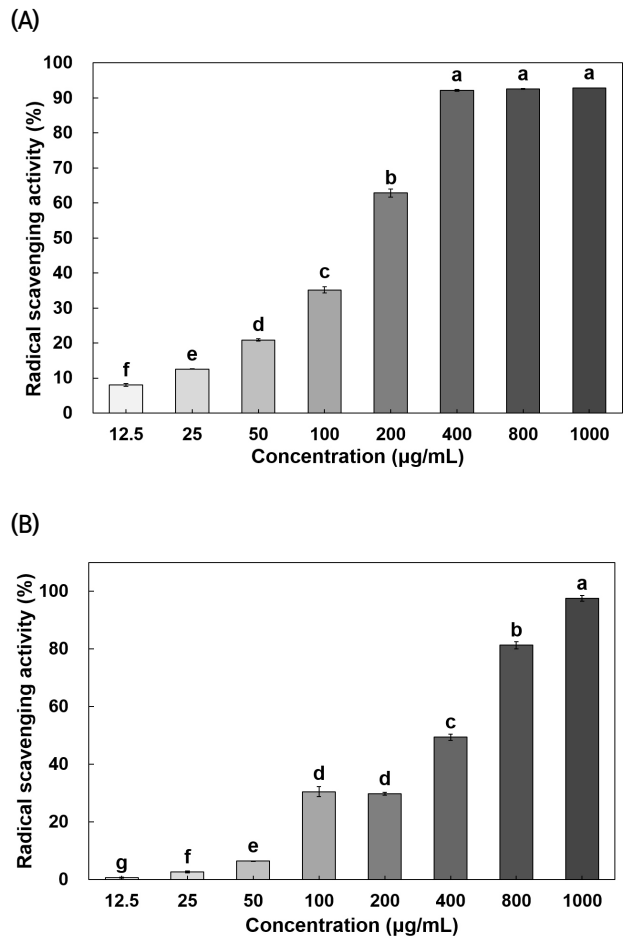 (A)
Radical scavenging activity (%)
100
90
80
70
60
50
40
30
20
10
0
f
e
d
c
b
a
a
a
12.5 25 50 100 200 400 800 1000
Concentration (µg/mL)
(B)
Radical scavenging activity (%)
100
80
60
40
20
0
g
f
e
d
d
c
b
a
12.5 25 50 100 200 400 800 1000
Concentration (µg/mL)